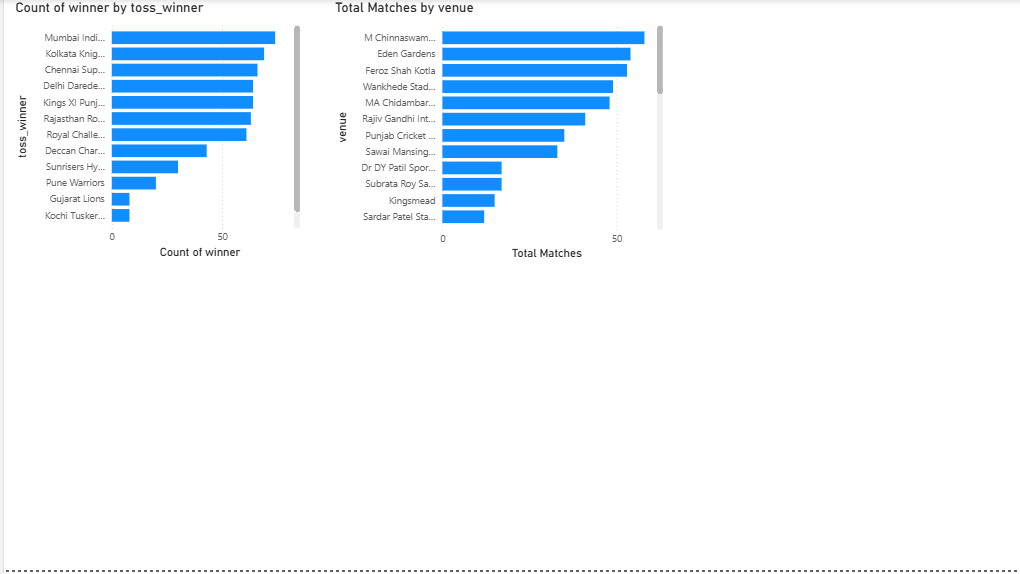 Count of winner by toss_winner
toss_winner
Mumbai Indi...
Kolkata Knig...
Chennai Sup...
Delhi Darede...
Kings XI Punj...
Rajasthan Ro...
Royal Challe...
Deccan Char...
Sunrisers Hy...
Pune Warriors
Gujarat Lions
Kochi Tusker...
0 50
Count of winner
Total Matches by venue
venue
M Chinnaswam...
Eden Gardens
Feroz Shah Kotla
Wankhede Stad...
MA Chidambar...
Rajiv Gandhi Int...
Punjab Cricket ...
Sawai Mansing...
Dr DY Patil Spor...
Subrata Roy Sa...
Kingsmead
Sardar Patel Sta...
0 50
Total Matches